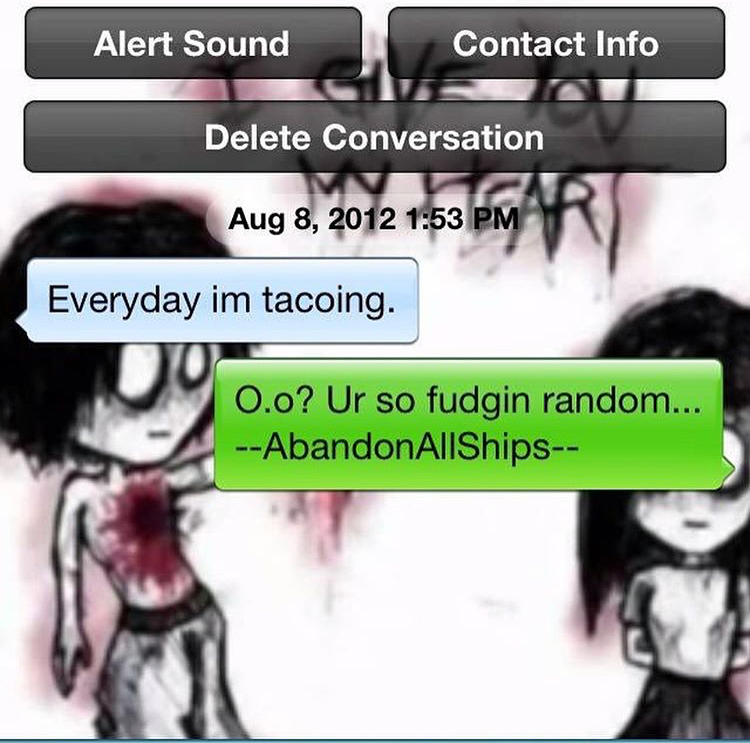 Alert Sound Contact Info
I GIVE YOU
Delete Conversation
MY HEART
Aug 8, 2012 1:53 PM
Everyday im tacoing.
O.o? Ur so fudgin random...
--AbandonAllShips--